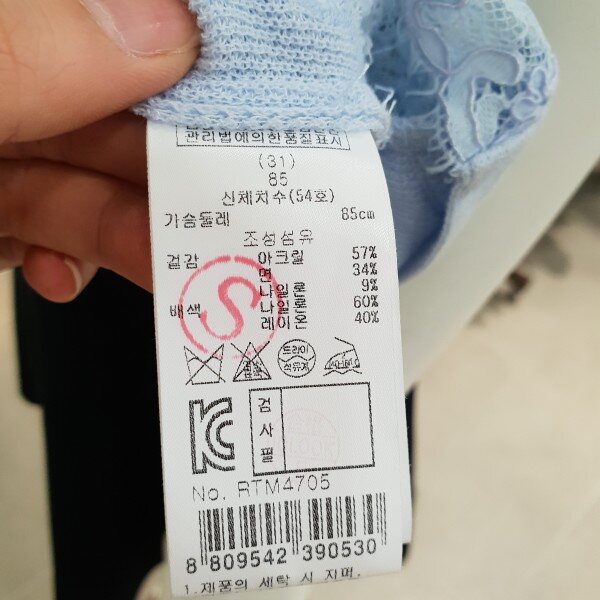 관리법에의한품질표시
(31)
85
신체치수(54호)
가슴둘레 85cm
조성섬유
겉감 아크릴 57%
면 34%
나일론 9%
배색 나일론 60%
레이온 40%
S
드라이
석유계
검사필
No. RTM4705
8 809542 390530
1.제품의 세탁 시 지퍼,